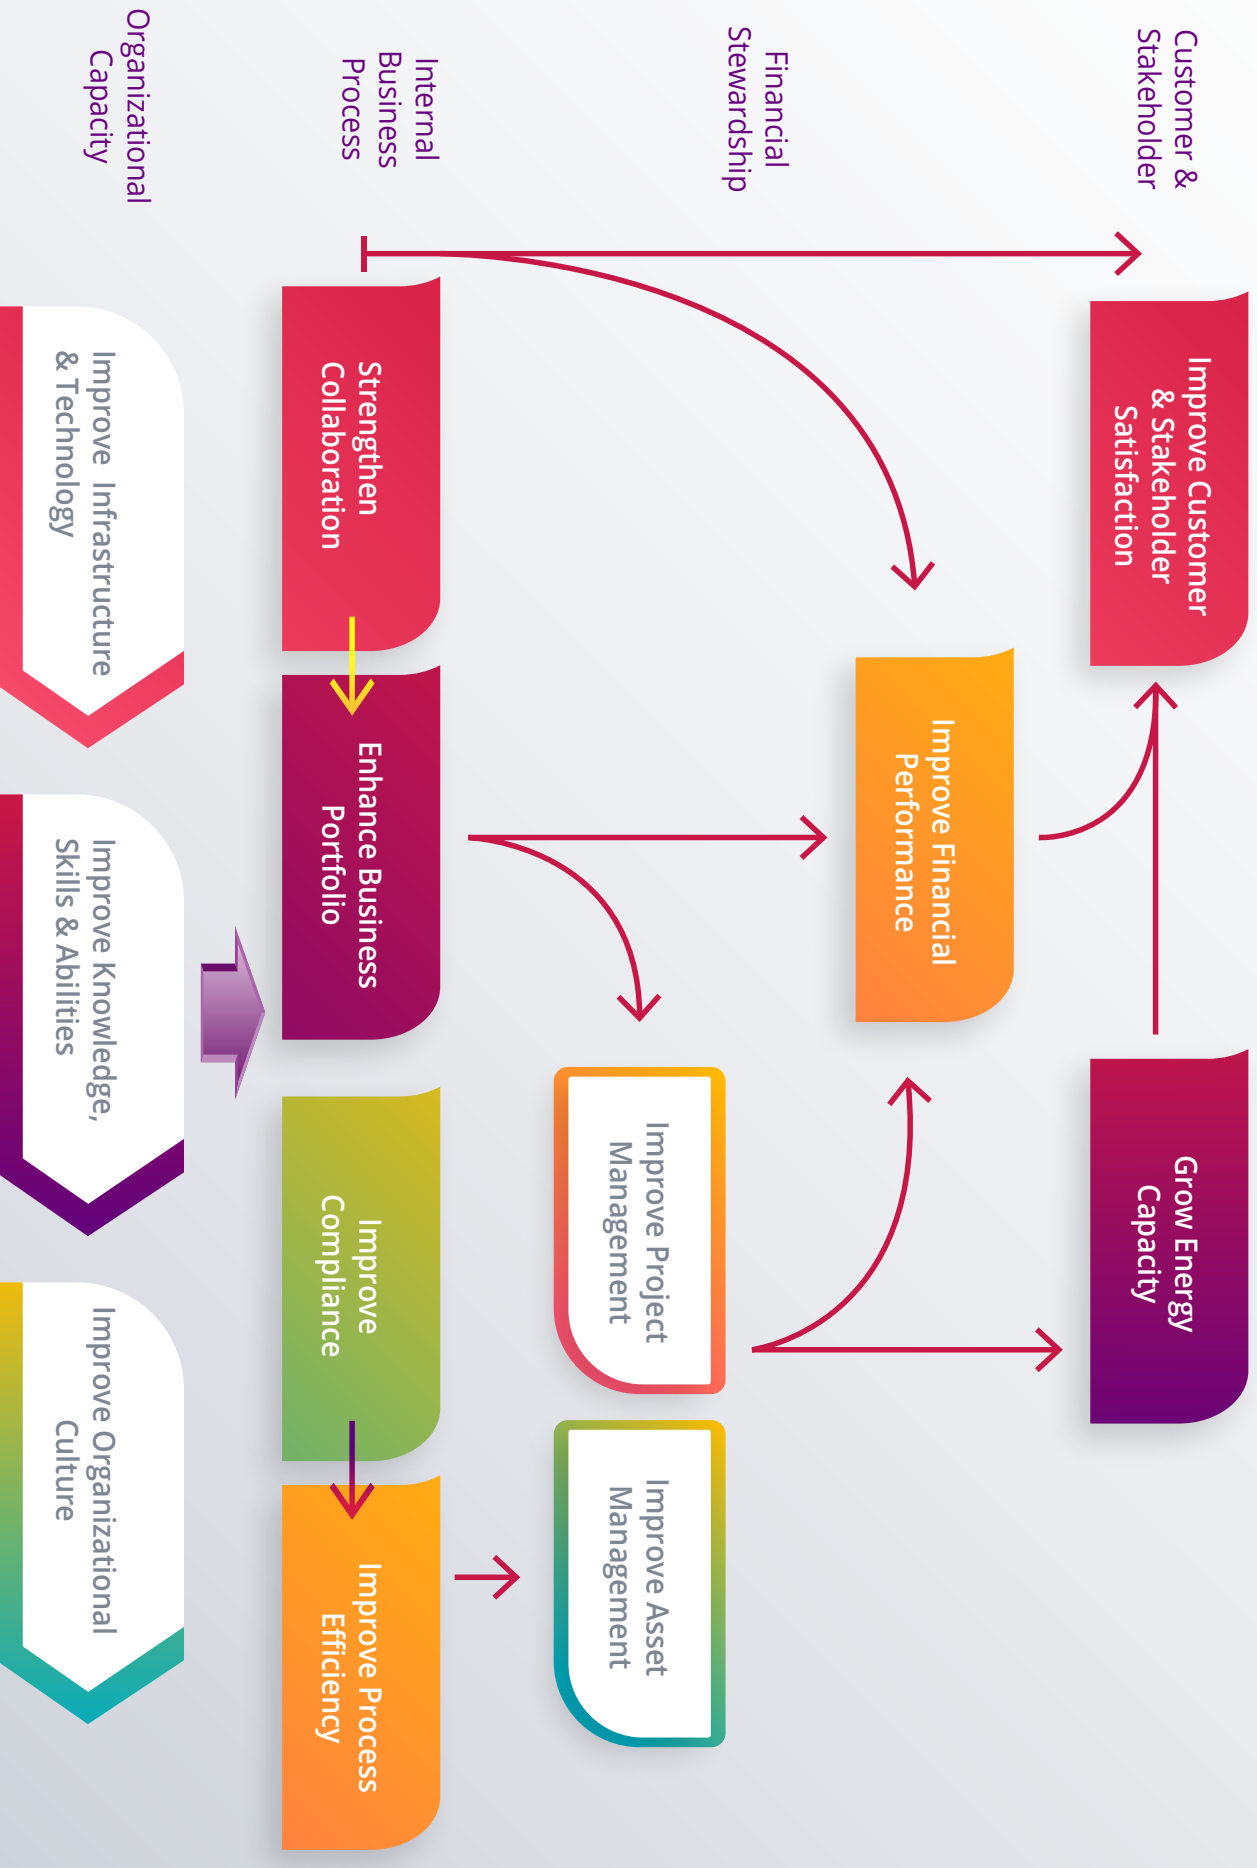 Customer &
Stakeholder
Improve Customer
& Stakeholder
Satisfaction
Grow Energy
Capacity
Financial
Stewardship
Improve Financial
Performance
Improve Project
Management
Improve Asset
Management
Internal
Business
Process
Strengthen
Collaboration
Enhance Business
Portfolio
Improve
Compliance
Improve Process
Efficiency
Organizational
Capacity
Improve Infrastructure
& Technology
Improve Knowledge,
Skills & Abilities
Improve Organizational
Culture